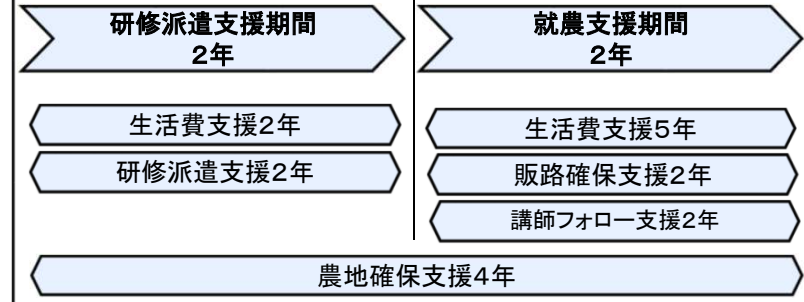 研修派遣支援期間
2年
就農支援期間
2年
生活費支援2年
研修派遣支援2年
生活費支援5年
販路確保支援2年
講師フォロー支援2年
農地確保支援4年